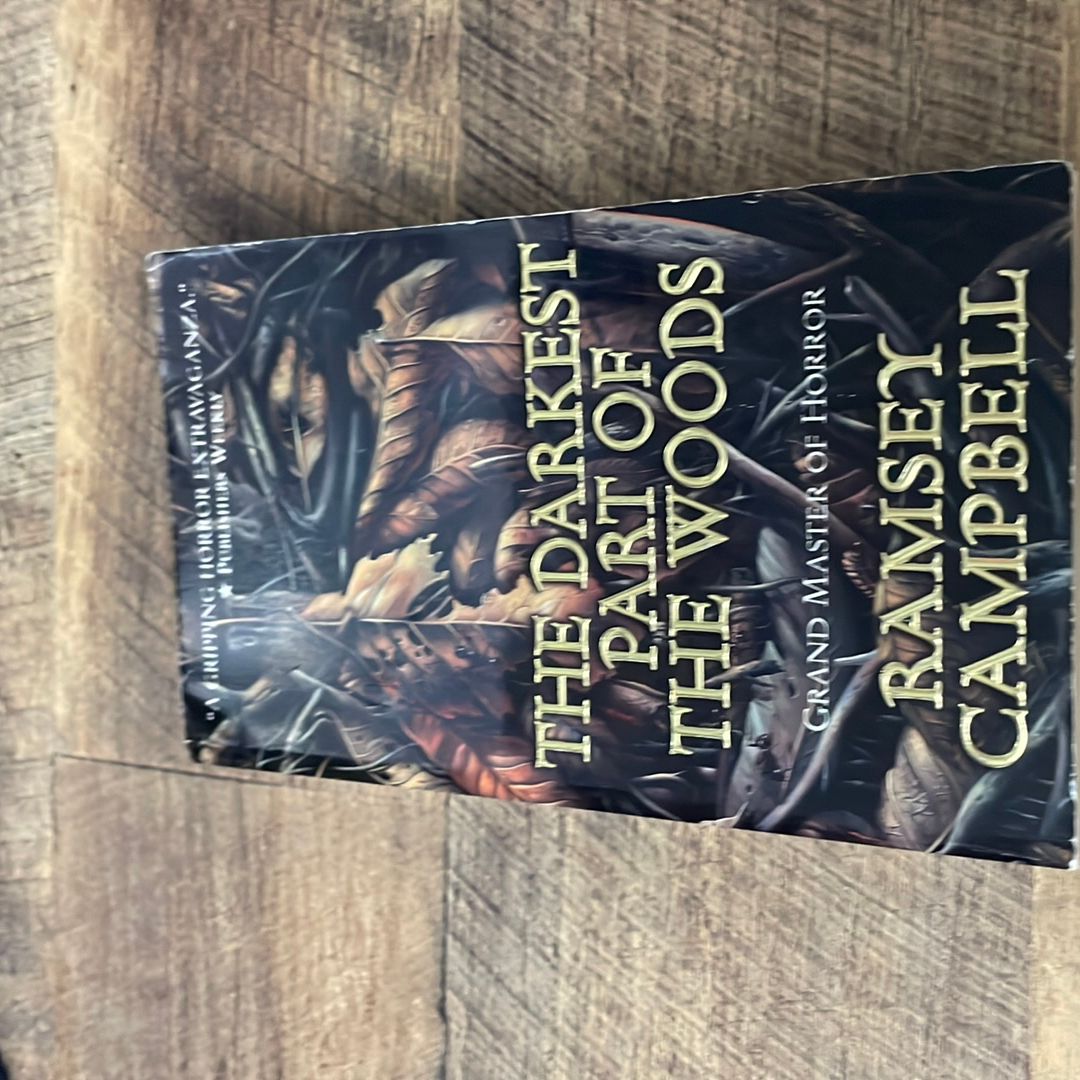 "A GRIPPING HORROR EXTRAVAGANZA."
★ PUBLISHERS WEEKLY
THE DARKEST
PART OF
THE WOODS
GRAND MASTER OF HORROR
RAMSEY
CAMPBELL